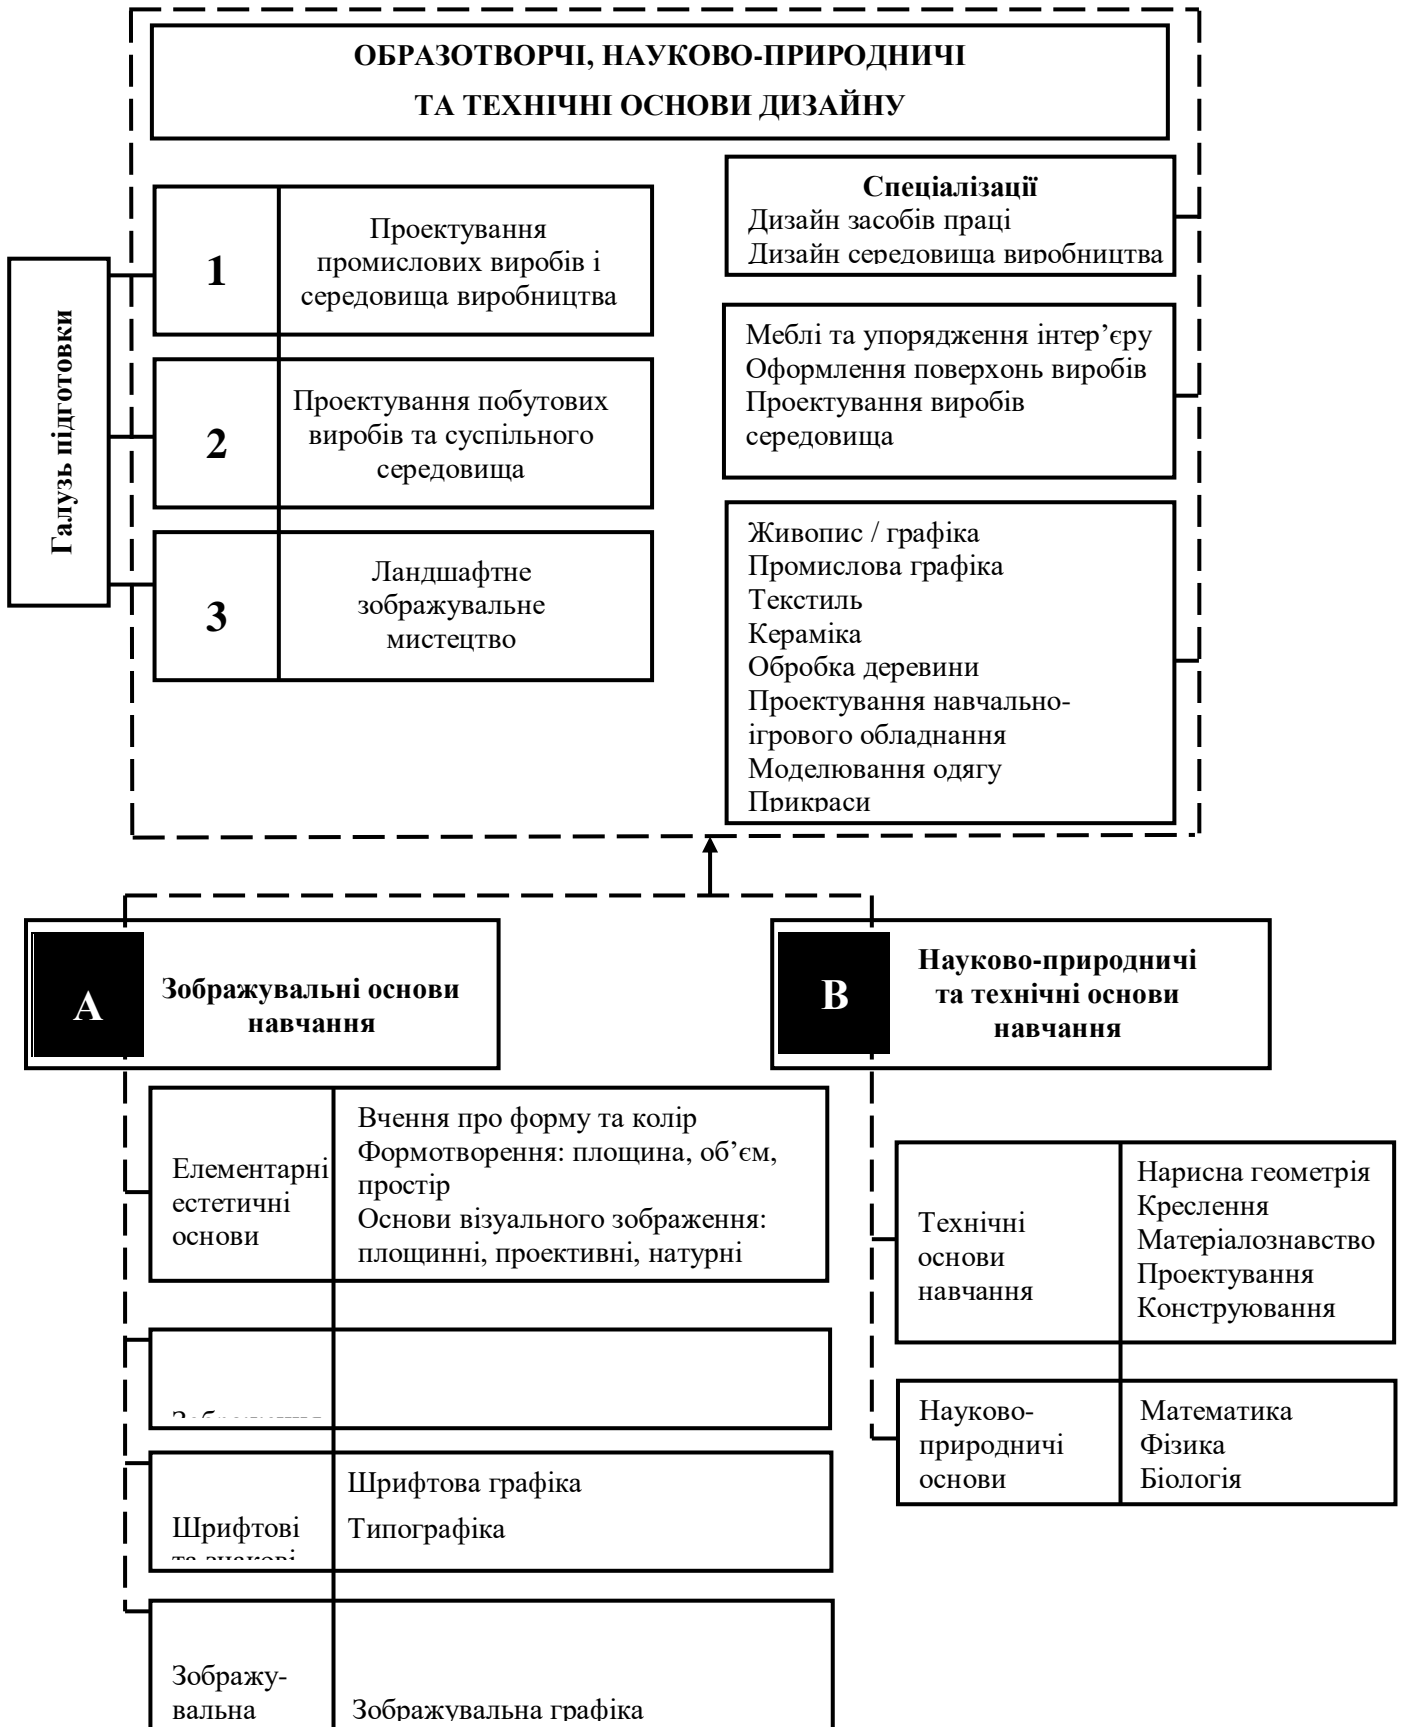 ОБРАЗОТВОРЧІ, НАУКОВО-ПРИРОДНИЧІ
ТА ТЕХНІЧНІ ОСНОВИ ДИЗАЙНУ
Галузь підготовки
1
Проектування
промислових виробів і
середовища виробництва
2
Проектування побутових
виробів та суспільного
середовища
3
Ландшафтне
зображувальне
мистецтво
Спеціалізації
Дизайн засобів праці
Дизайн середовища виробництва
Меблі та упорядження інтер’єру
Оформлення поверхонь виробів
Проектування виробів
середовища
Живопис / графіка
Промислова графіка
Текстиль
Кераміка
Обробка деревини
Проектування навчально-
ігрового обладнання
Моделювання одягу
Прикраси
А
Зображувальні основи
навчання
Елементарні
естетичні
основи
Вчення про форму та колір
Формотворення: площина, об’єм,
простір
Основи візуального зображення:
площинні, проективні, натурні
Шрифтові
та знакові
Шрифтова графіка
Типографіка
Зображу-
вальна
Зображувальна графіка
В
Науково-природничі
та технічні основи
навчання
Технічні
основи
навчання
Нарисна геометрія
Креслення
Матеріалознавство
Проектування
Конструювання
Науково-
природничі
основи
Математика
Фізика
Біологія